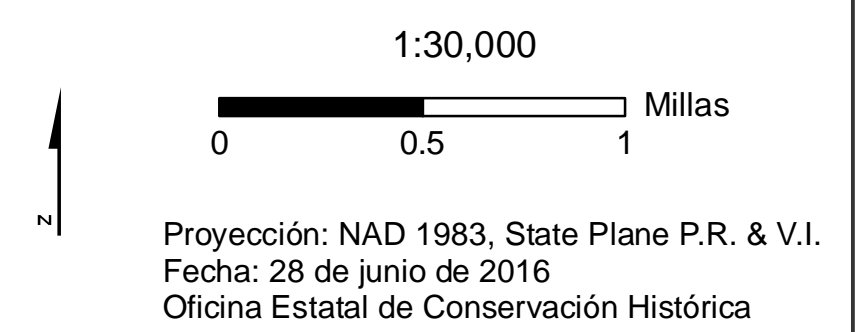 1:30,000
Millas
0 0.5 1
N
Proyección: NAD 1983, State Plane P.R. & V.I.
Fecha: 28 de junio de 2016
Oficina Estatal de Conservación Histórica